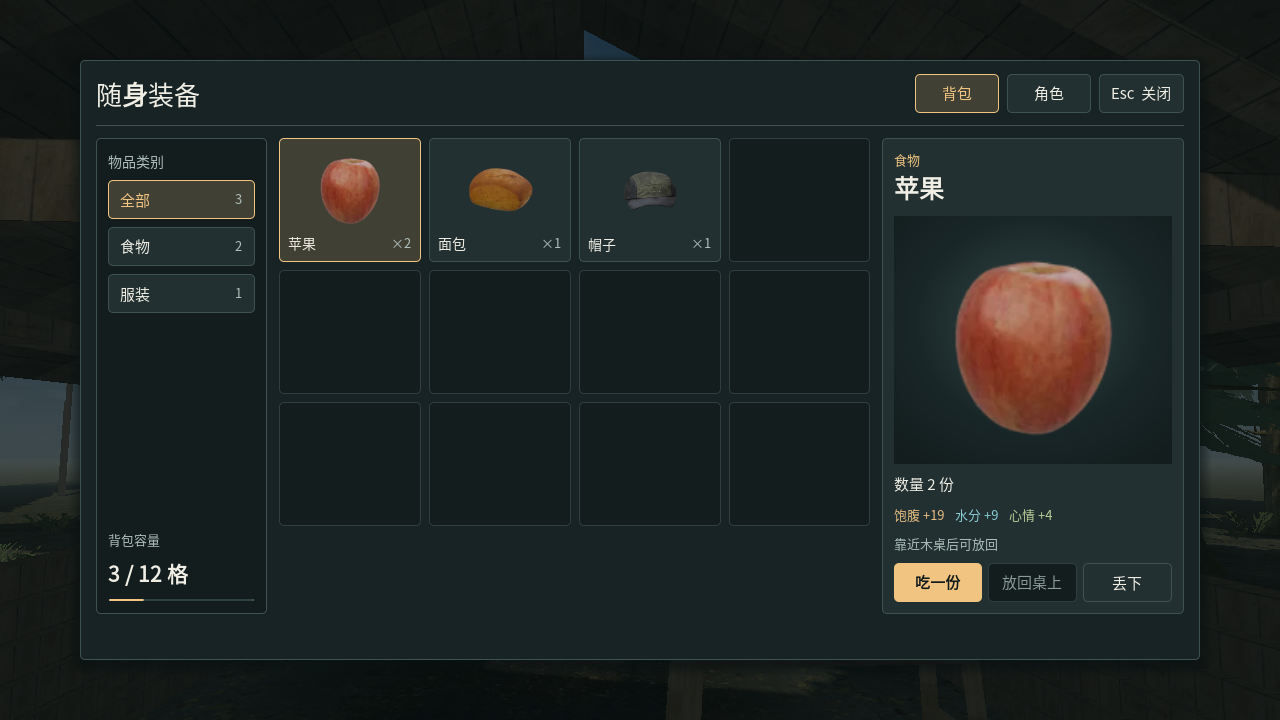 随身装备
背包
角色
Esc 关闭
物品类别
全部 3
食物 2
服装 1
背包容量
3 / 12 格
苹果 ×2
面包 ×1
帽子 ×1
食物
苹果
数量 2 份
饱腹 +19 水分 +9 心情 +4
靠近木桌后可放回
吃一份
放回桌上
丢下